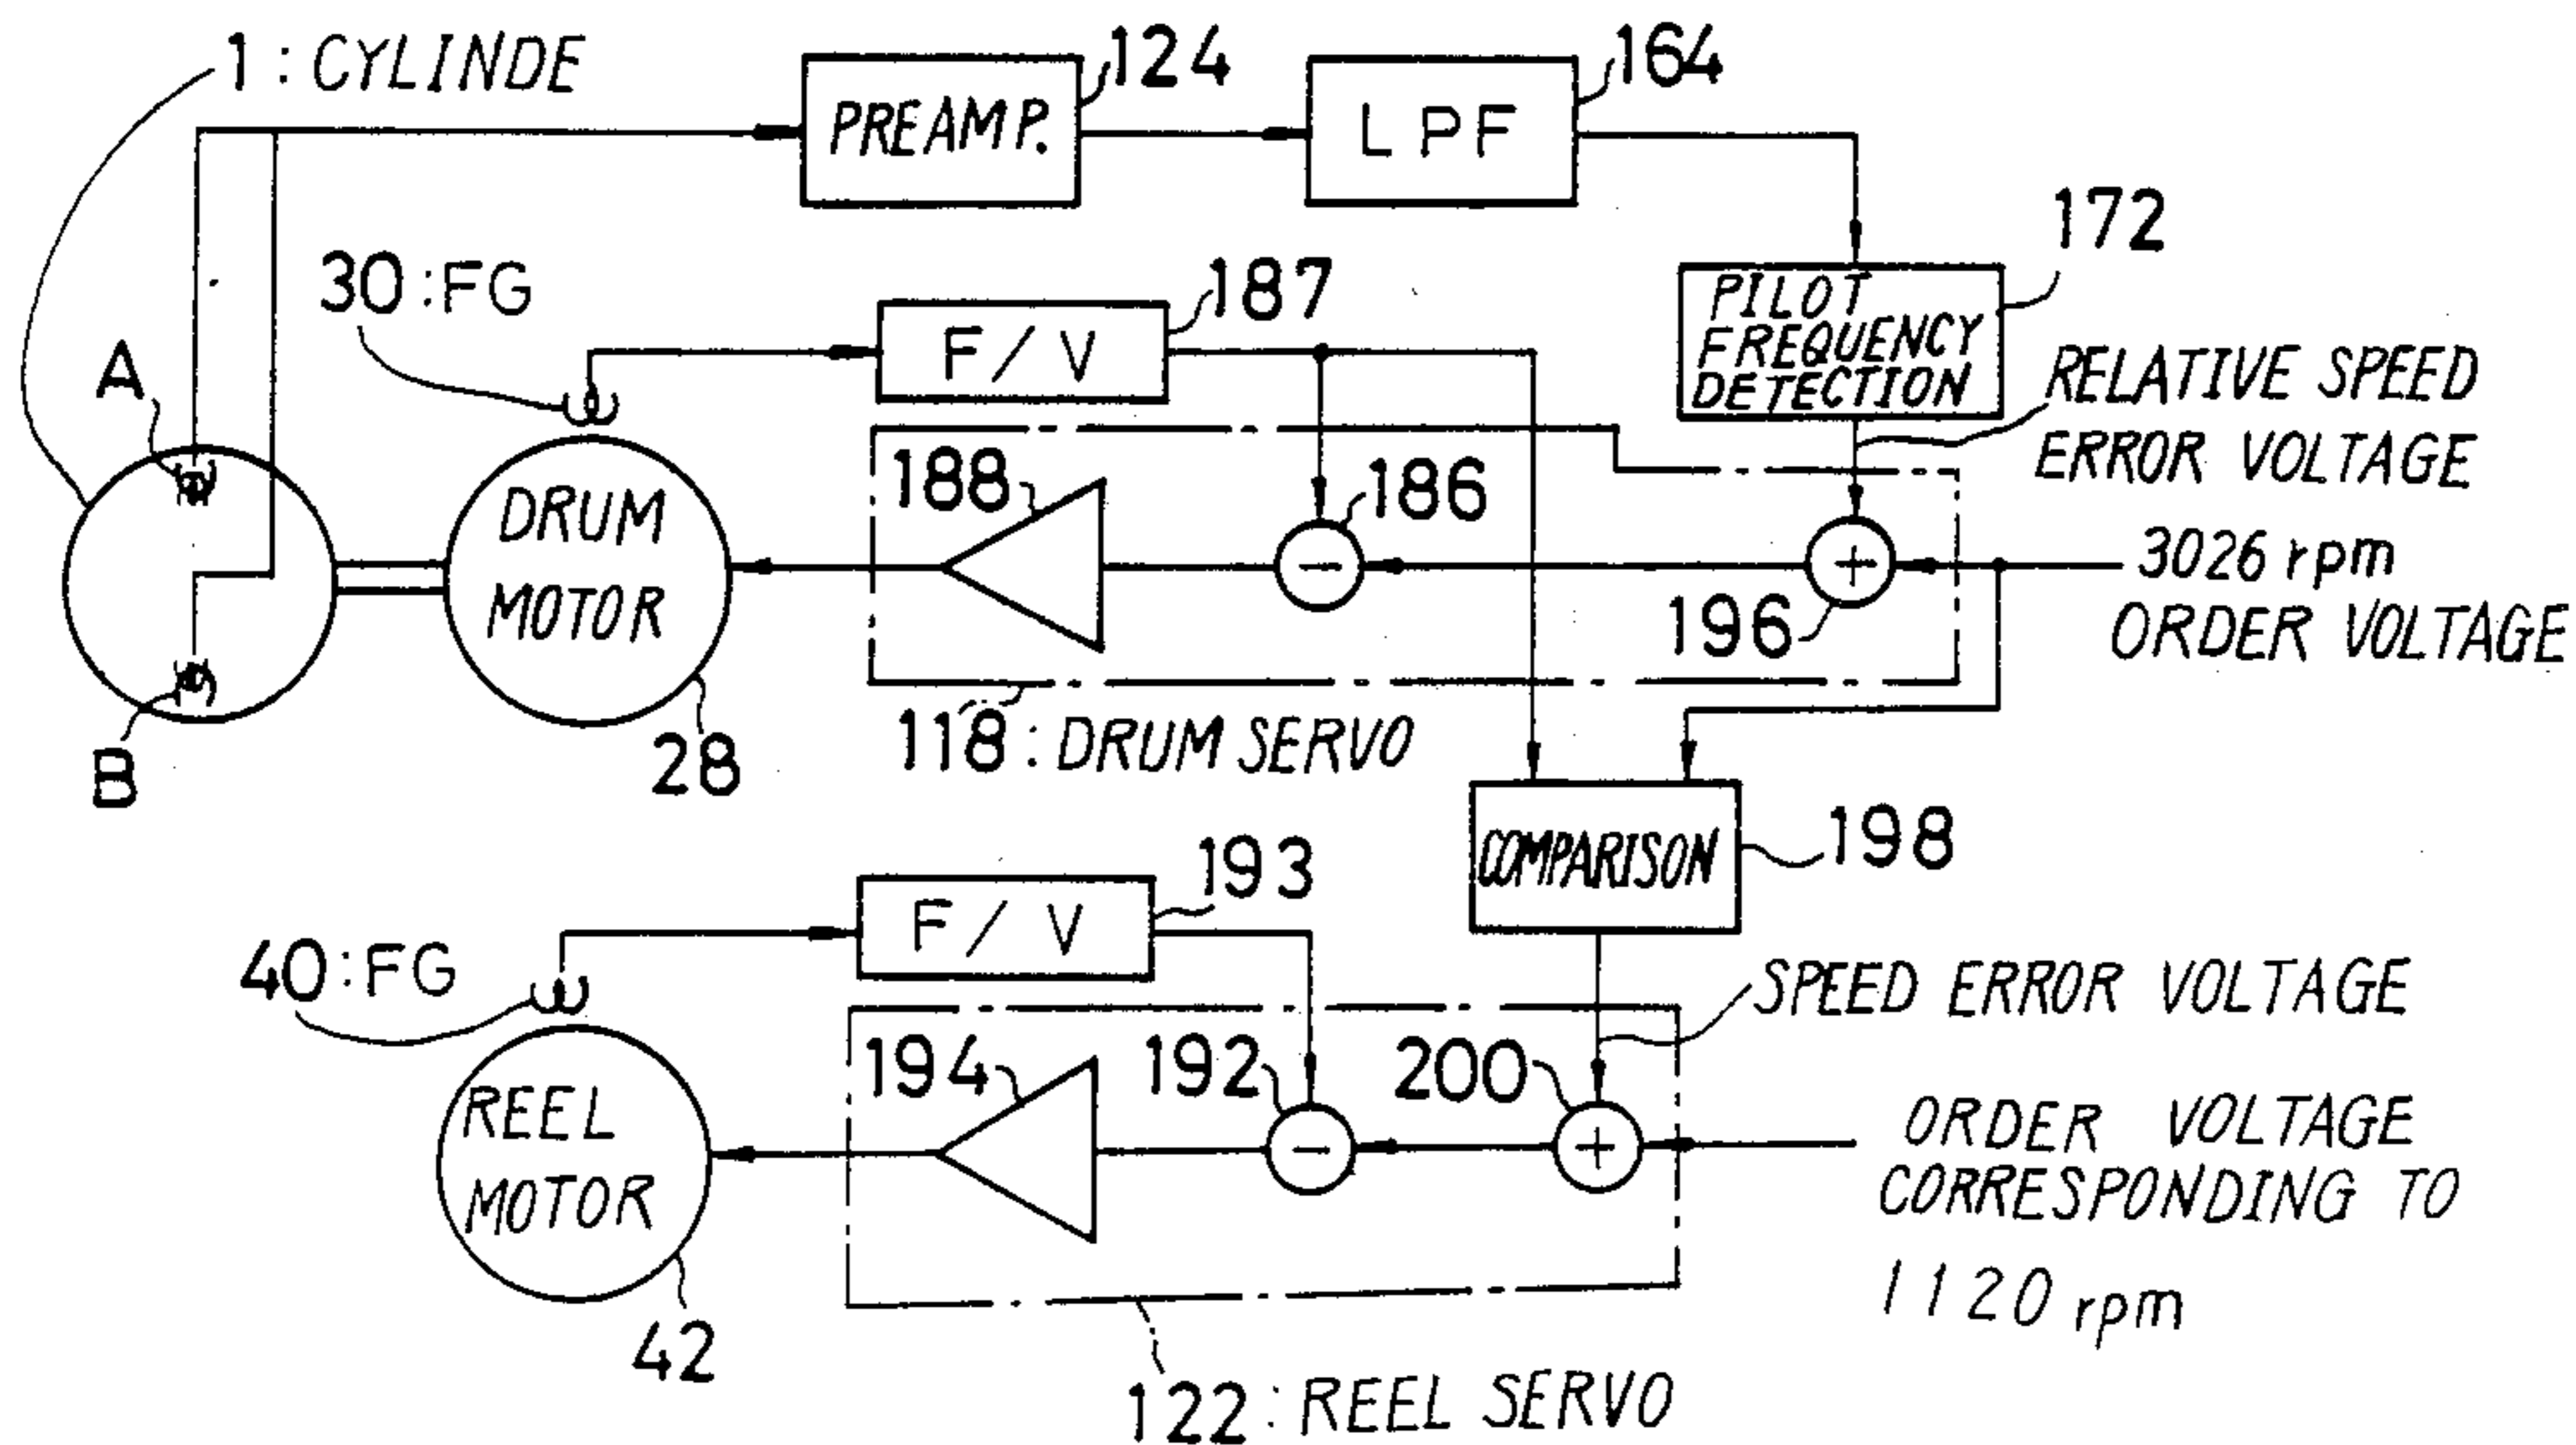 1 : CYLINDE
124
PREAMP.
164
LPF
172
PILOT
FREQUENCY
DETECTION
30 : FG
187
F/V
RELATIVE SPEED
ERROR VOLTAGE
A
188
186
DRUM
MOTOR
+
−
196
3026 rpm
ORDER VOLTAGE
B
28
118 : DRUM SERVO
COMPARISON
198
193
F/V
40 : FG
SPEED ERROR VOLTAGE
194
192
200
REEL
MOTOR
−
+
ORDER VOLTAGE
CORRESPONDING TO
1120 rpm
42
122 : REEL SERVO